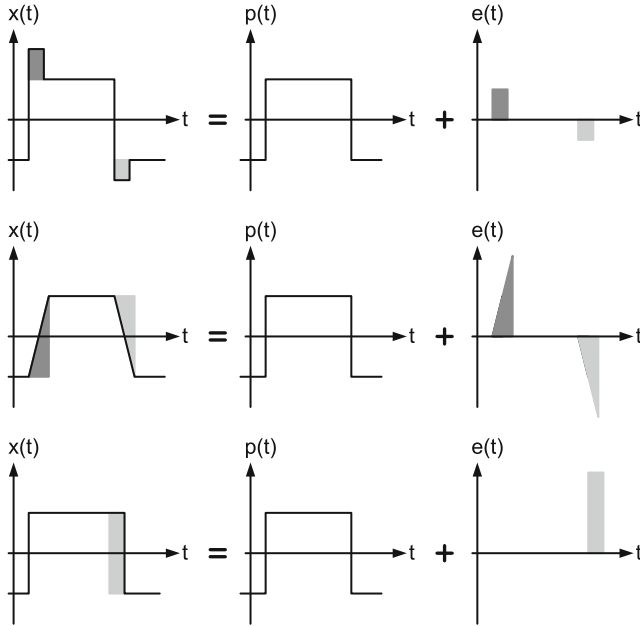 x(t) p(t) e(t)
t = t + t
x(t) p(t) e(t)
t = t + t
x(t) p(t) e(t)
t = t + t